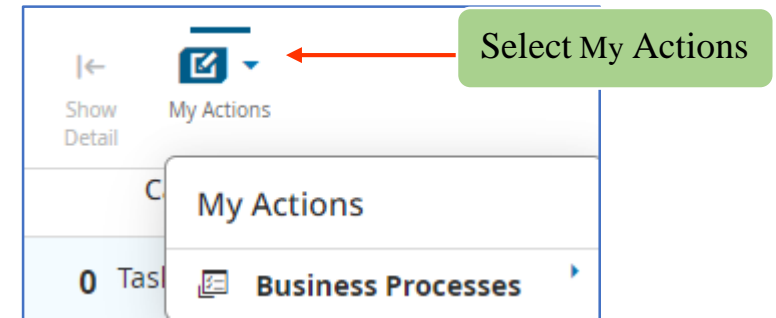 Select My Actions
Show
Detail
My Actions
My Actions
0
Business Processes